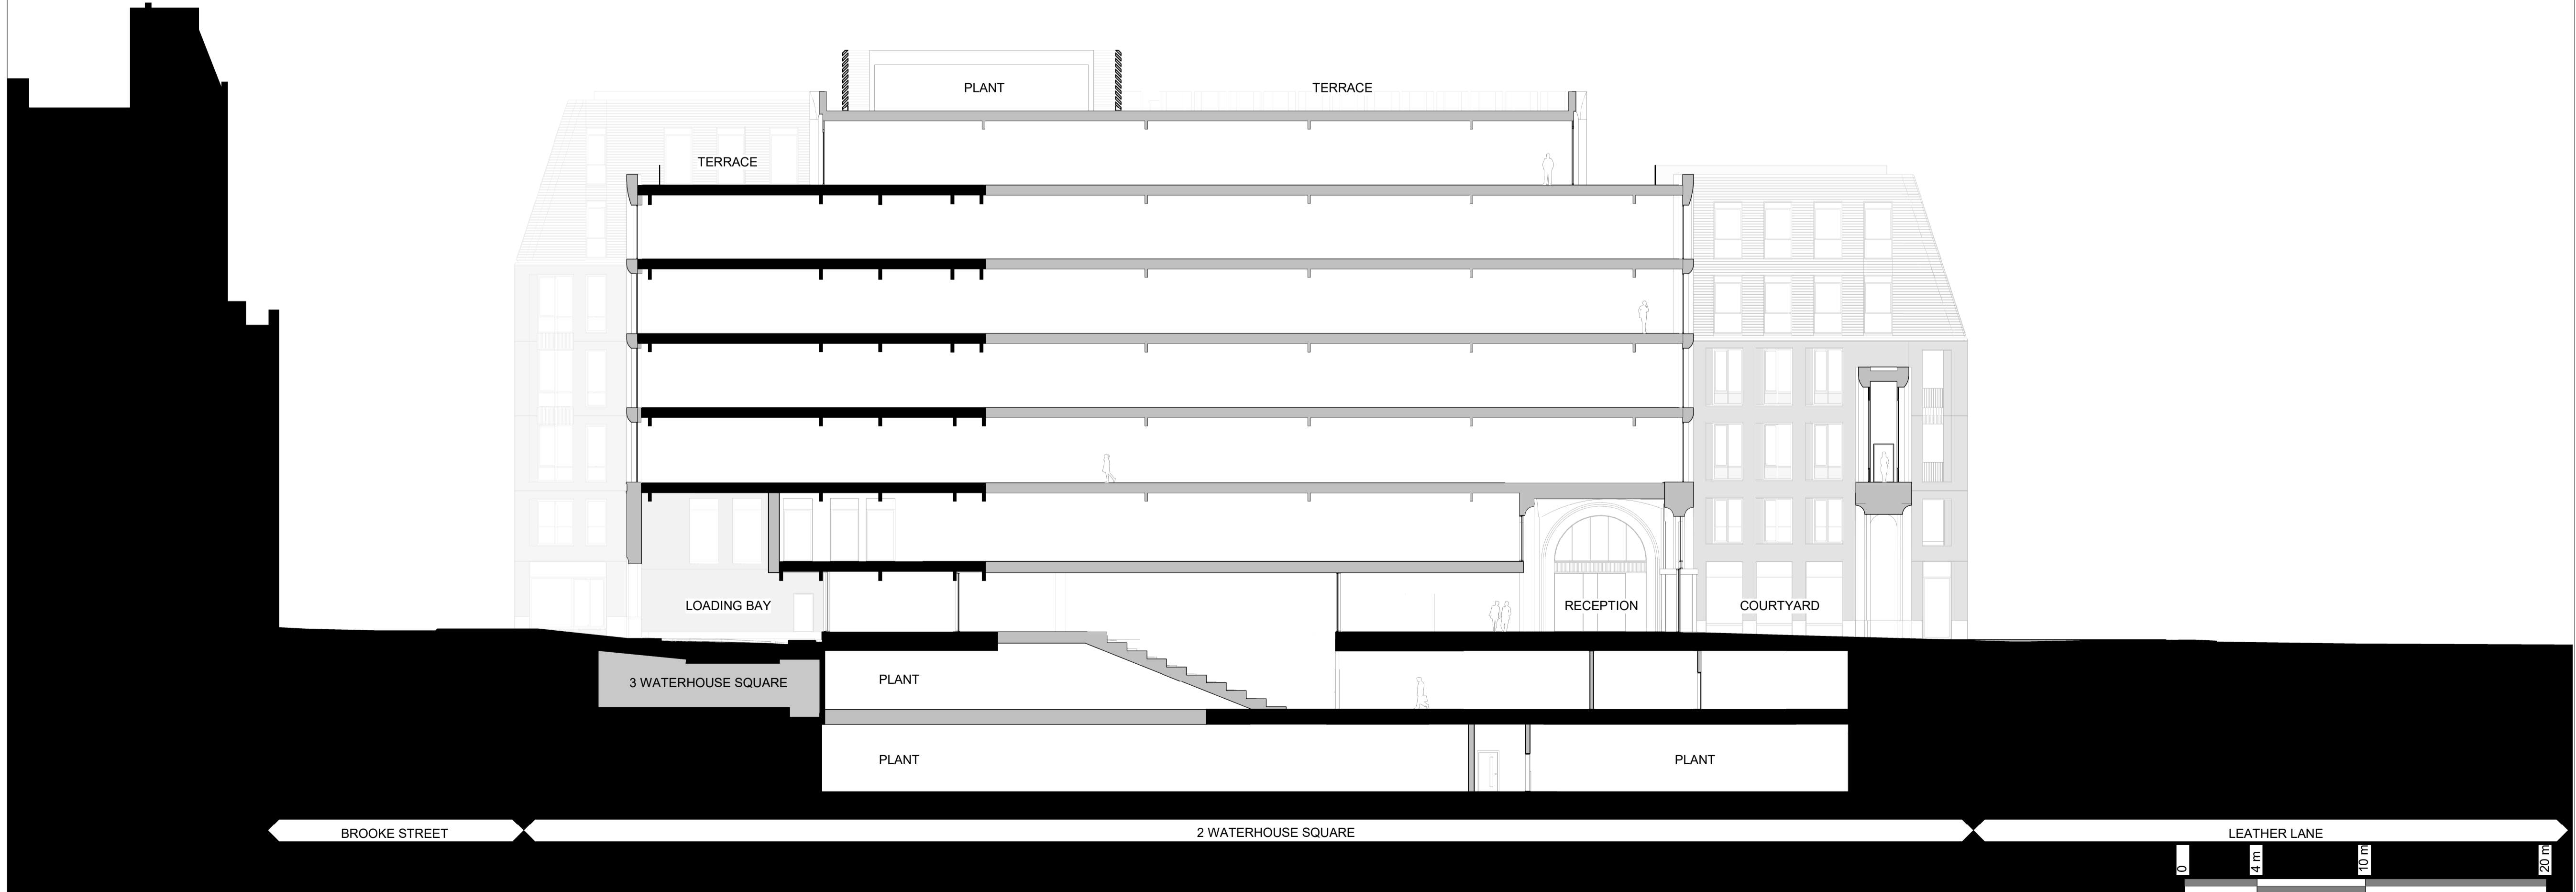 PLANT
TERRACE
TERRACE
LOADING BAY
RECEPTION
COURTYARD
3 WATERHOUSE SQUARE
PLANT
PLANT
PLANT
BROOKE STREET
2 WATERHOUSE SQUARE
LEATHER LANE
0
4 m
10 m
20 m